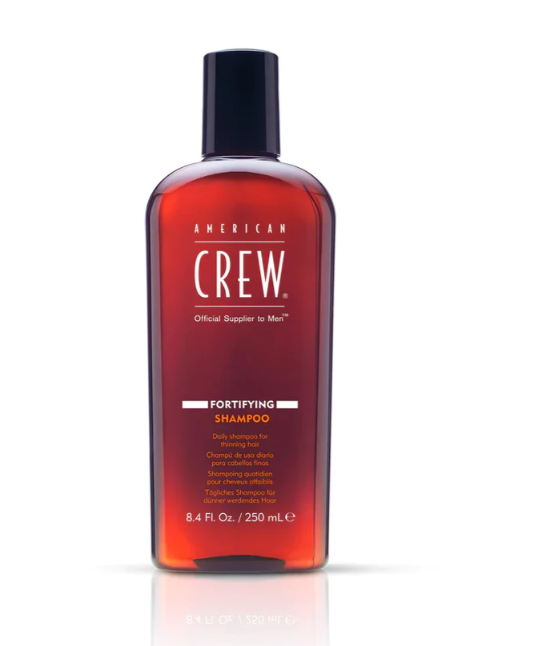 AMERICAN
CREW®
Official Supplier to Men™
FORTIFYING
SHAMPOO
Daily shampoo for
thinning hair
Champú de uso diario
para cabellos finos
Shampooing quotidien
pour cheveux affaiblis
Tägliches Shampoo für
dünner werdendes Haar
8.4 Fl. Oz. / 250 mL ℮